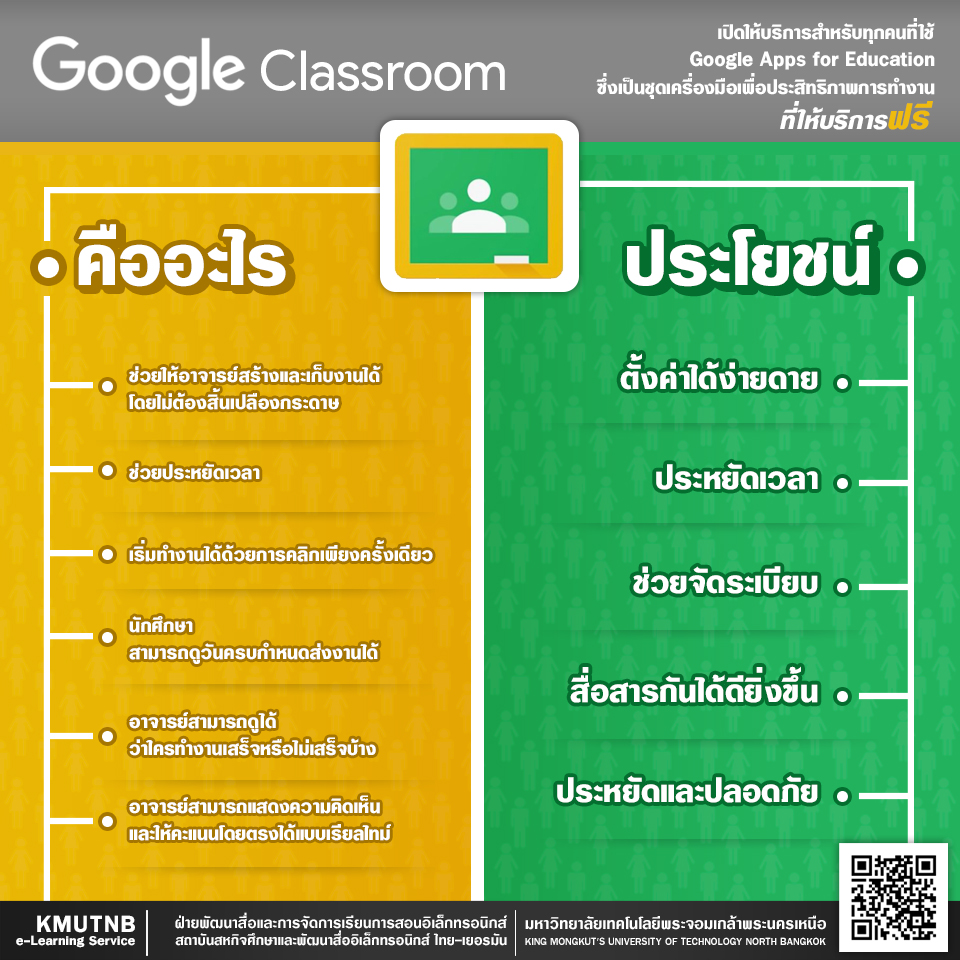 Google Classroom
เปิดให้บริการสำหรับทุกคนที่ใช้
Google Apps for Education
ซึ่งเป็นชุดเครื่องมือเพื่อประสิทธิภาพการทำงาน
ที่ให้บริการฟรี
คืออะไร
ช่วยให้อาจารย์สร้างและเก็บงานได้
โดยไม่ต้องสิ้นเปลืองกระดาษ
ช่วยประหยัดเวลา
เริ่มทำงานได้ด้วยการคลิกเพียงครั้งเดียว
นักศึกษา
สามารถดูวันครบกำหนดส่งงานได้
อาจารย์สามารถดูได้
ว่าใครทำงานเสร็จหรือไม่เสร็จบ้าง
อาจารย์สามารถแสดงความคิดเห็น
และให้คะแนนโดยตรงได้แบบเรียลไทม์
ประโยชน์
ตั้งค่าได้ง่ายดาย
ประหยัดเวลา
ช่วยจัดระเบียบ
สื่อสารกันได้ดียิ่งขึ้น
ประหยัดและปลอดภัย
KMUTNB
e-Learning Service
ฝ่ายพัฒนาสื่อและการจัดการเรียนการสอนอิเล็กทรอนิกส์
สถาบันสหกิจศึกษาและพัฒนาสื่ออิเล็กทรอนิกส์ ไทย-เยอรมัน
มหาวิทยาลัยเทคโนโลยีพระจอมเกล้าพระนครเหนือ
KING MONGKUT'S UNIVERSITY OF TECHNOLOGY NORTH BANGKOK